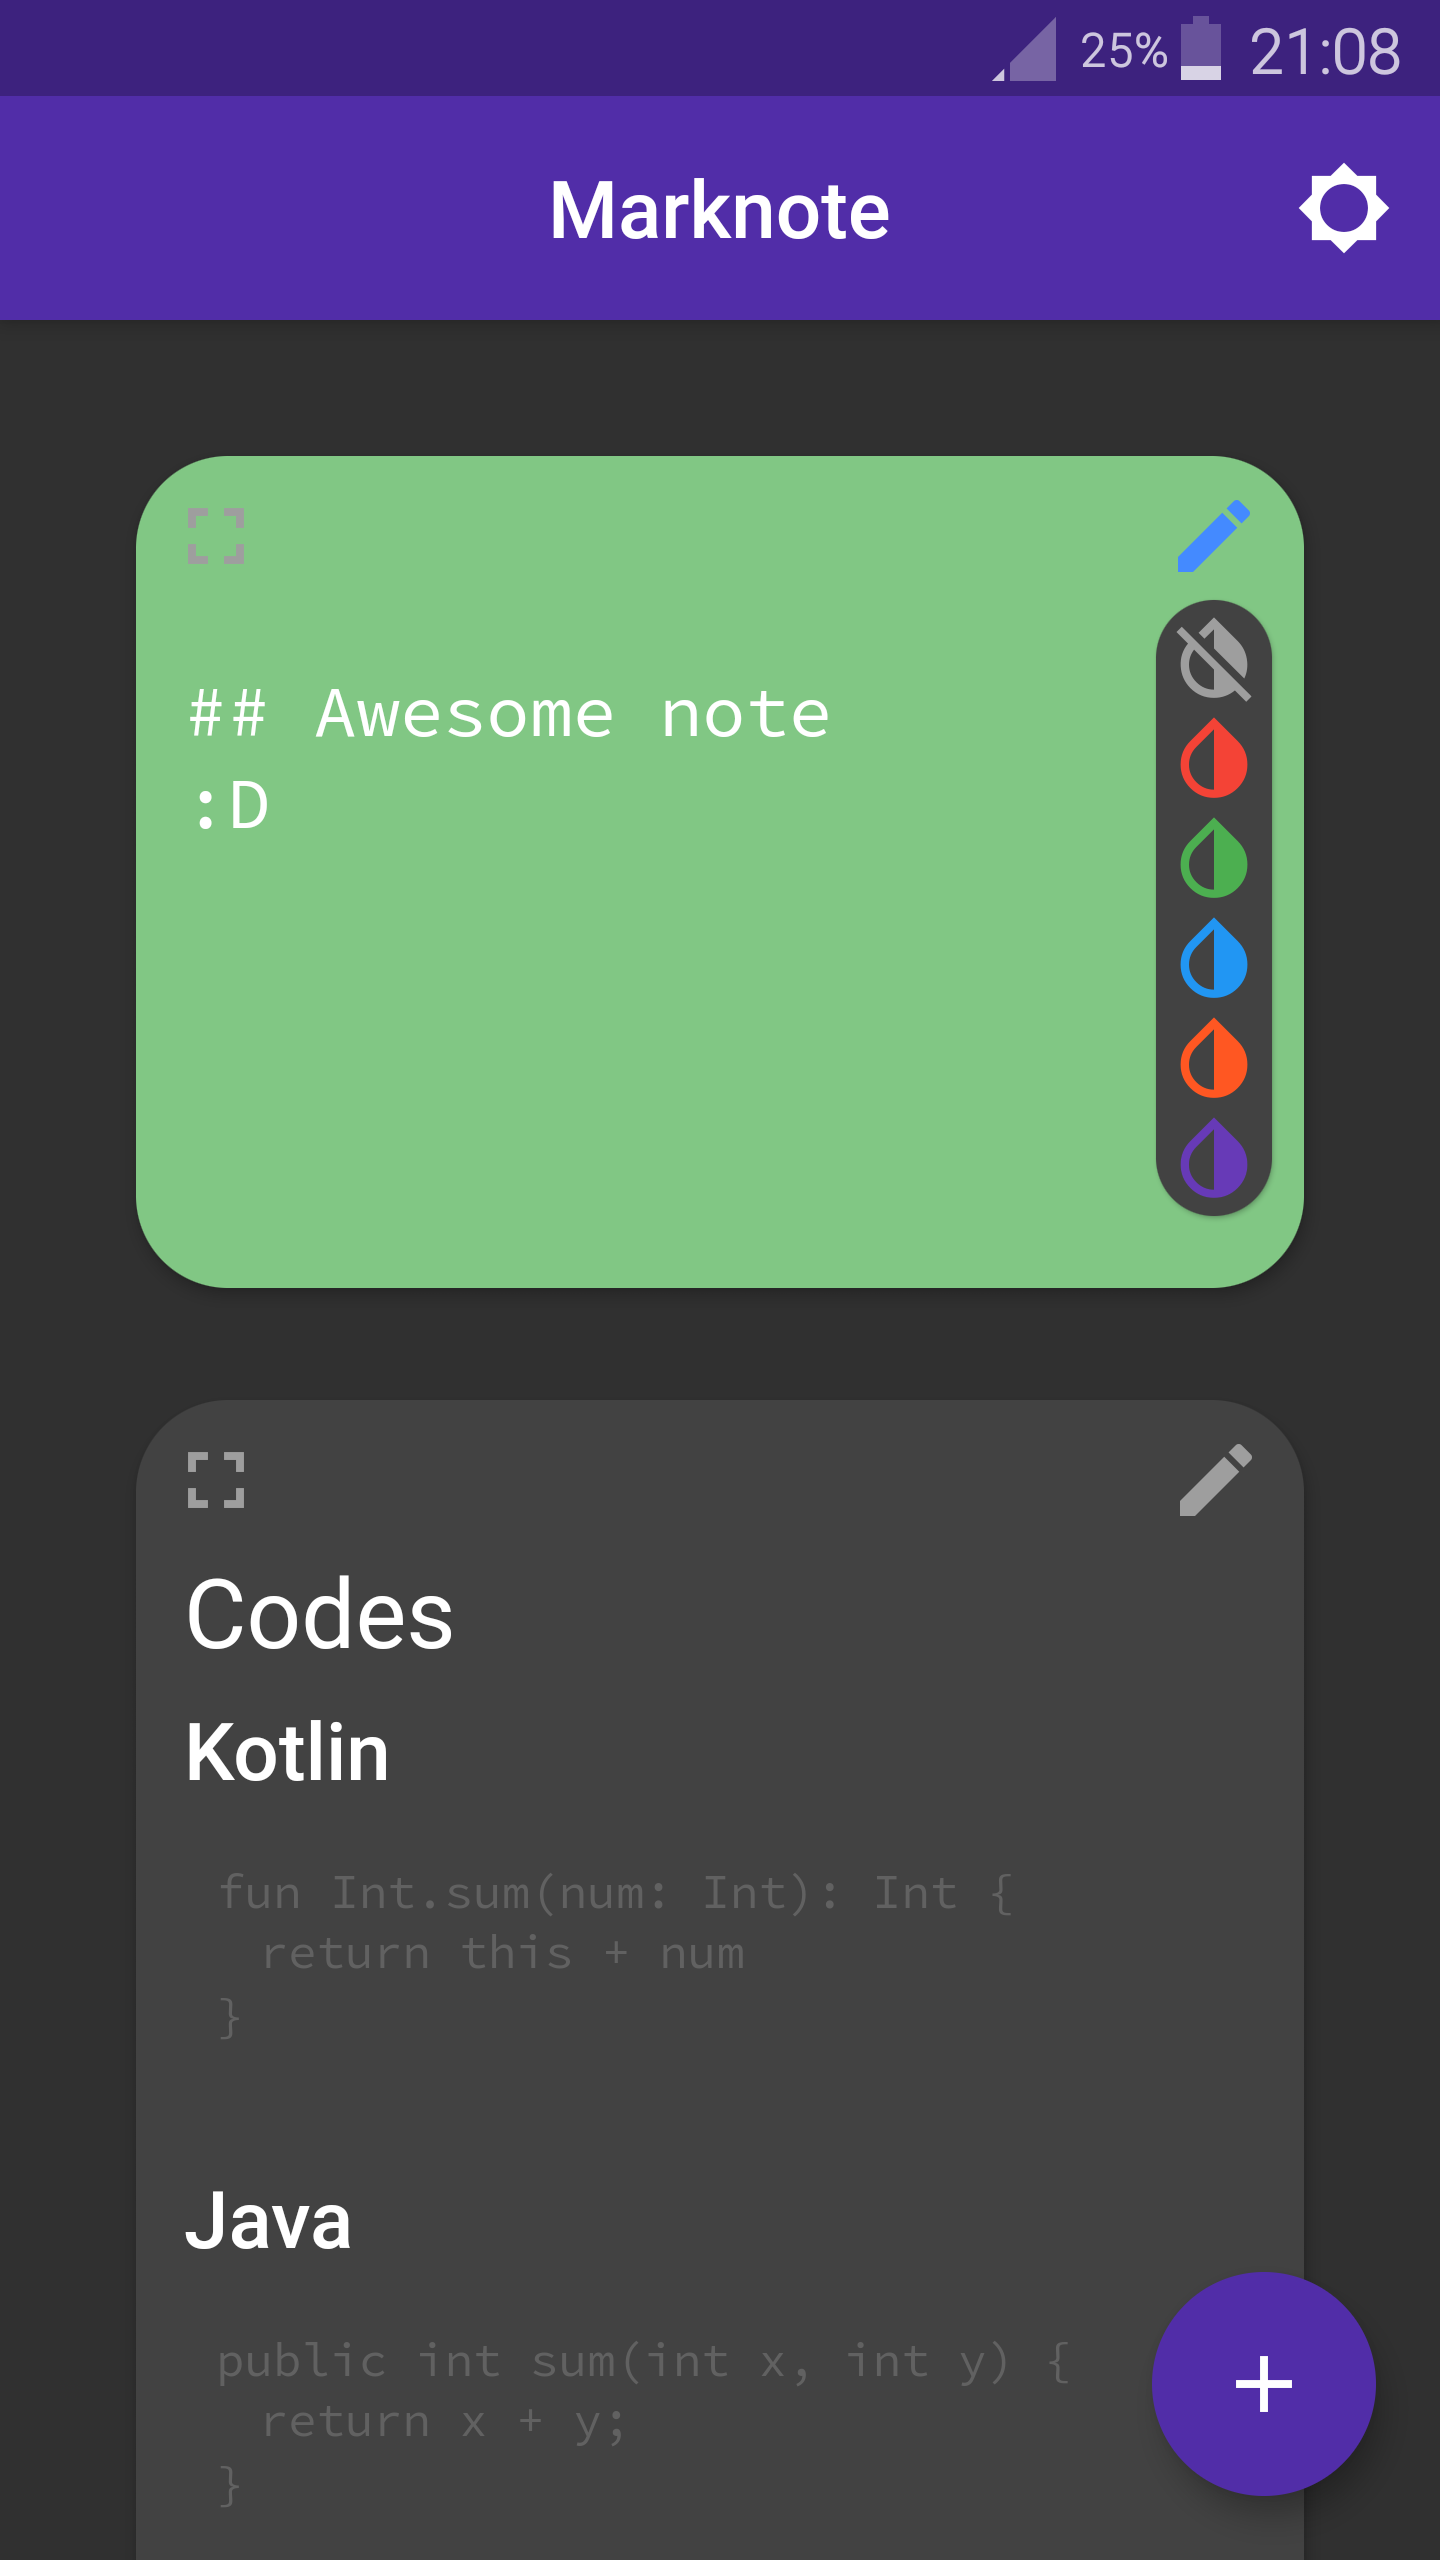 25% 21:08
Marknote
## Awesome note
:D
Codes
Kotlin
fun Int.sum(num: Int): Int {
return this + num
}
Java
public int sum(int x, int y) {
return x + y;
}